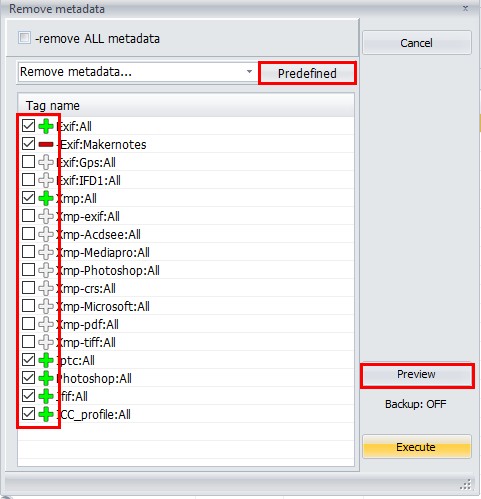 Remove metadata
-remove ALL metadata
Cancel
Remove metadata...
Predefined
Tag name
Exif:All
-Exif:Makernotes
Exif:Gps:All
Exif:IFD1:All
Xmp:All
Xmp-exif:All
Xmp-Acdsee:All
Xmp-Mediapro:All
Xmp-Photoshop:All
Xmp-crs:All
Xmp-Microsoft:All
Xmp-pdf:All
Xmp-tiff:All
Iptc:All
Photoshop:All
Jfif:All
ICC_profile:All
Preview
Backup: OFF
Execute